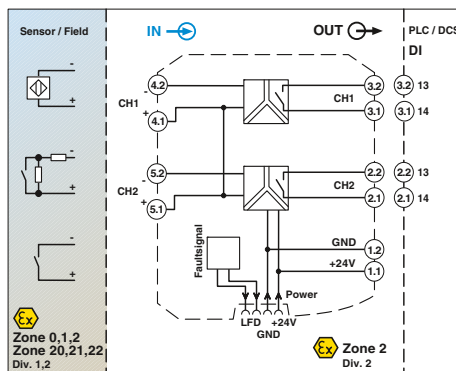 Sensor / Field
IN
OUT
PLC / DCS
DI
-
+
4.2
-
CH1
+
4.1
3.2
CH1
3.1
3.2 13
3.1 14
-
+
5.2
-
CH2
+
5.1
2.2
CH2
2.1
2.2 13
2.1 14
Faultsignal
GND
1.2
+24V
1.1
+
-
Power
LFD
+24V
GND
Ex
Zone 0,1,2
Zone 20,21,22
Div. 1,2
Ex
Zone 2
Div. 2